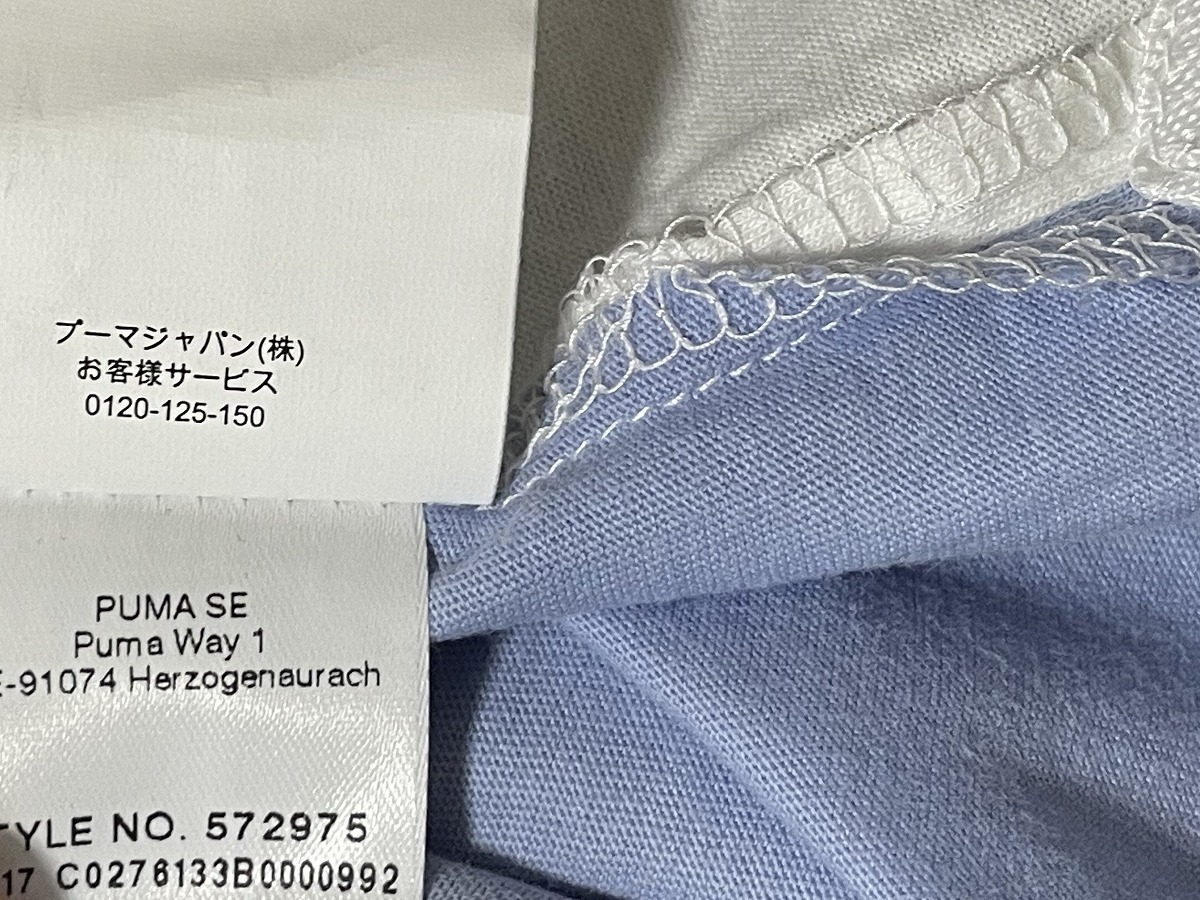 プーマジャパン(株)
お客様サービス
0120-125-150
PUMA SE
Puma Way 1
E-91074 Herzogenaurach
TYLE NO. 572975
17 C0276133B0000992